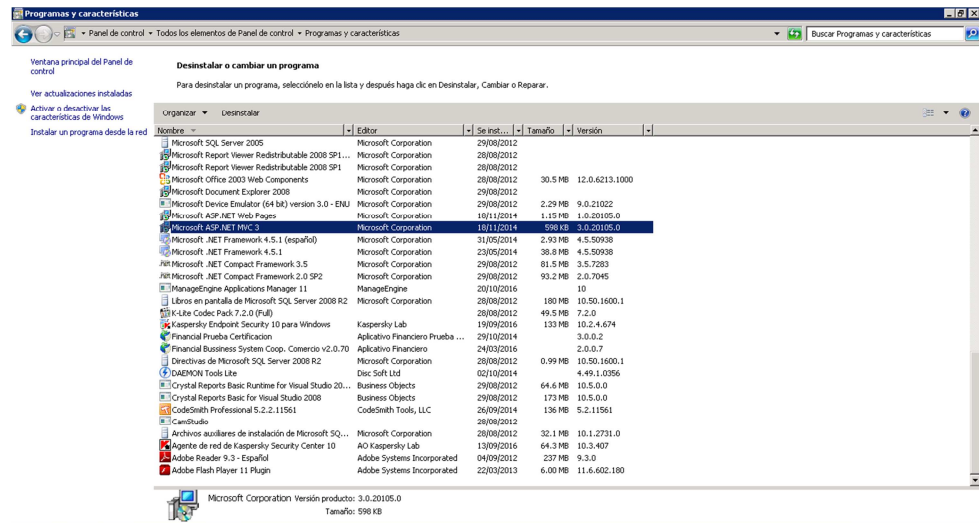 Programas y características
Panel de control Todos los elementos de Panel de control Programas y características Buscar Programas y características
Ventana principal del Panel de control
Ver actualizaciones instaladas
Activar o desactivar las características de Windows
Instalar un programa desde la red
Desinstalar o cambiar un programa
Para desinstalar un programa, selecciónelo en la lista y después haga clic en Desinstalar, Cambiar o Reparar.
Organizar Desinstalar
Nombre Editor Se inst... Tamaño Versión
Microsoft SQL Server 2005 Microsoft Corporation 29/08/2012
Microsoft Report Viewer Redistributable 2008 SP1... Microsoft Corporation 28/08/2012
Microsoft Report Viewer Redistributable 2008 SP1 Microsoft Corporation 29/08/2012
Microsoft Office 2003 Web Components Microsoft Corporation 28/08/2012 30.5 MB 12.0.6213.1000
Microsoft Document Explorer 2008 Microsoft Corporation 29/08/2012
Microsoft Device Emulator (64 bit) version 3.0 - ENU Microsoft Corporation 29/08/2012 2.29 MB 9.0.21022
Microsoft ASP.NET Web Pages Microsoft Corporation 18/11/2014 1.15 MB 1.0.20105.0
Microsoft ASP.NET MVC 3 Microsoft Corporation 18/11/2014 598 KB 3.0.20105.0
Microsoft .NET Framework 4.5.1 (español) Microsoft Corporation 31/05/2014 2.93 MB 4.5.50938
Microsoft .NET Framework 4.5.1 Microsoft Corporation 23/05/2014 38.8 MB 4.5.50938
Microsoft .NET Compact Framework 3.5 Microsoft Corporation 29/08/2012 81.5 MB 3.5.7283
Microsoft .NET Compact Framework 2.0 SP2 Microsoft Corporation 29/08/2012 93.2 MB 2.0.7045
ManageEngine Applications Manager 11 ManageEngine 20/10/2016 10
Libros en pantalla de Microsoft SQL Server 2008 R2 Microsoft Corporation 28/08/2012 180 MB 10.50.1600.1
K-Lite Codec Pack 7.2.0 (Full) 28/08/2012 49.5 MB 7.2.0
Kaspersky Endpoint Security 10 para Windows Kaspersky Lab 19/09/2016 133 MB 10.2.4.674
Financial Prueba Certificacion Aplicativo Financiero Prueba ... 29/10/2014 3.0.0.2
Financial Bussiness System Coop. Comercio v2.0.70 Aplicativo Financiero 24/03/2016 2.0.0.7
Directivas de Microsoft SQL Server 2008 R2 Microsoft Corporation 28/08/2012 0.99 MB 10.50.1600.1
DAEMON Tools Lite Disc Soft Ltd 02/10/2014 4.49.1.0356
Crystal Reports Basic Runtime for Visual Studio 20... Business Objects 29/08/2012 64.6 MB 10.5.0.0
Crystal Reports Basic for Visual Studio 2008 Business Objects 29/08/2012 173 MB 10.5.0.0
CodeSmith Professional 5.2.2.11561 CodeSmith Tools, LLC 26/09/2014 136 MB 5.2.11561
CamStudio 28/08/2012
Archivos auxiliares de instalación de Microsoft SQ... Microsoft Corporation 28/08/2012 32.1 MB 10.1.2731.0
Agente de red de Kaspersky Security Center 10 AO Kaspersky Lab 13/09/2016 64.3 MB 10.3.407
Adobe Reader 9.3 - Español Adobe Systems Incorporated 04/09/2012 237 MB 9.3.0
Adobe Flash Player 11 Plugin Adobe Systems Incorporated 22/03/2013 6.00 MB 11.6.602.180
Microsoft Corporation Versión producto: 3.0.20105.0
Tamaño: 598 KB